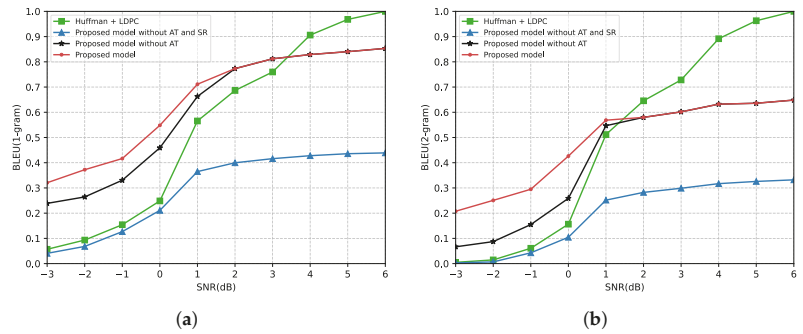 Huffman + LDPC
Proposed model without AT and SR
Proposed model without AT
Proposed model
BLEU(1-gram)
1.0
0.9
0.8
0.7
0.6
0.5
0.4
0.3
0.2
0.1
0.0
−3 −2 −1 0 1 2 3 4 5 6
SNR(dB)
(a)
Huffman + LDPC
Proposed model without AT and SR
Proposed model without AT
Proposed model
BLEU(2-gram)
1.0
0.9
0.8
0.7
0.6
0.5
0.4
0.3
0.2
0.1
0.0
−3 −2 −1 0 1 2 3 4 5 6
SNR(dB)
(b)